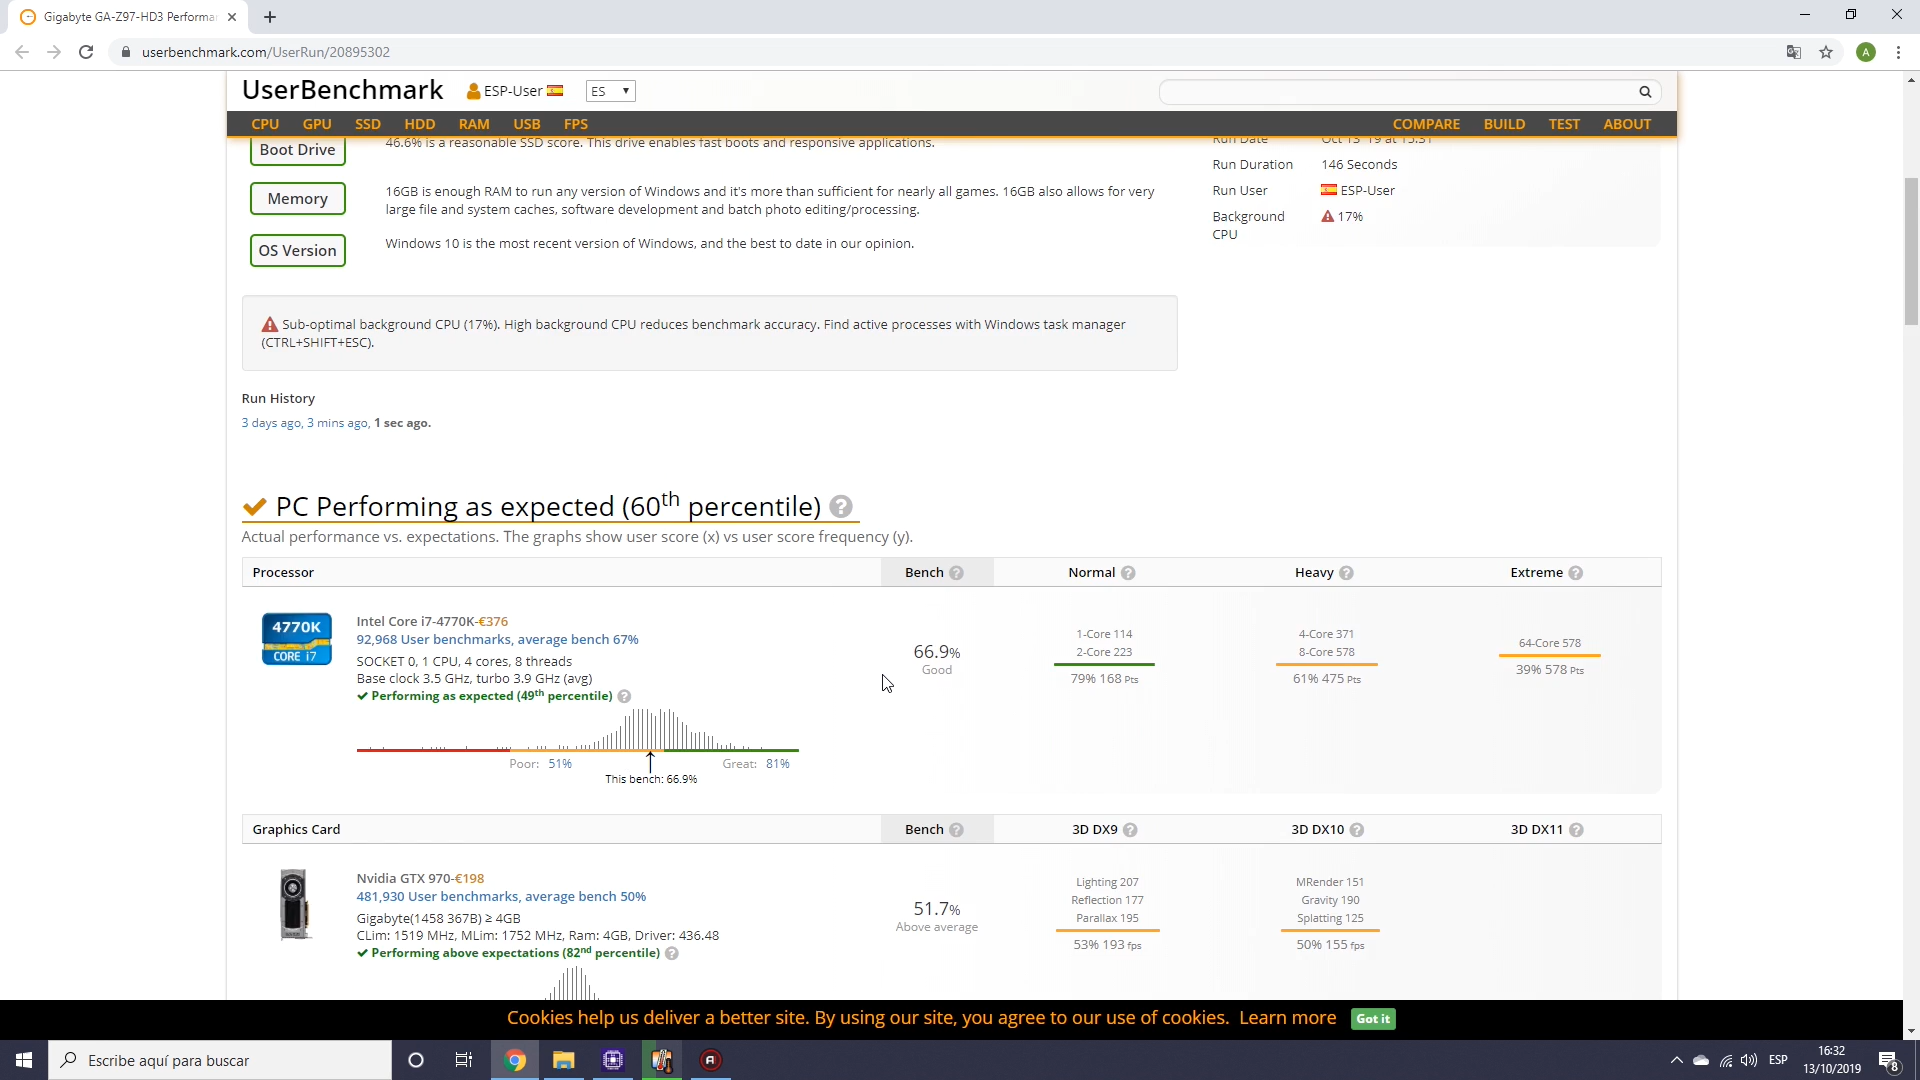 Gigabyte GA-Z97-HD3 Performa
userbenchmark.com/UserRun/20895302
A
UserBenchmark
ESP-User
ES
CPU GPU SSD HDD RAM USB FPS
COMPARE BUILD TEST ABOUT
Boot Drive
46.6% is a reasonable SSD score. This drive enables fast boots and responsive applications.
Memory
16GB is enough RAM to run any version of Windows and it's more than sufficient for nearly all games. 16GB also allows for very
large file and system caches, software development and batch photo editing/processing.
OS Version
Windows 10 is the most recent version of Windows, and the best to date in our opinion.
Run Date Oct 13 '19 at 15:31
Run Duration 146 Seconds
Run User ESP-User
Background 17%
CPU
Sub-optimal background CPU (17%). High background CPU reduces benchmark accuracy. Find active processes with Windows task manager
(CTRL+SHIFT+ESC).
Run History
3 days ago, 3 mins ago, 1 sec ago.
PC Performing as expected (60th percentile) ?
Actual performance vs. expectations. The graphs show user score (x) vs user score frequency (y).
Processor Bench ? Normal ? Heavy ? Extreme ?
4770K
CORE i7
Intel Core i7-4770K-€376
92,968 User benchmarks, average bench 67%
SOCKET 0, 1 CPU, 4 cores, 8 threads
Base clock 3.5 GHz, turbo 3.9 GHz (avg)
Performing as expected (49th percentile) ?
Poor: 51%
Great: 81%
This bench: 66.9%
66.9%
Good
1-Core 114
2-Core 223
79% 168 Pts
4-Core 371
8-Core 578
61% 475 Pts
64-Core 578
39% 578 Pts
Graphics Card Bench ? 3D DX9 ? 3D DX10 ? 3D DX11 ?
Nvidia GTX 970-€198
481,930 User benchmarks, average bench 50%
Gigabyte(1458 367B) ≥ 4GB
CLim: 1519 MHz, MLim: 1752 MHz, Ram: 4GB, Driver: 436.48
Performing above expectations (82nd percentile) ?
51.7%
Above average
Lighting 207
Reflection 177
Parallax 195
53% 193 fps
MRender 151
Gravity 190
Splatting 125
50% 155 fps
Cookies help us deliver a better site. By using our site, you agree to our use of cookies. Learn more Got it
Escribe aquí para buscar
ESP
16:32
13/10/2019
8